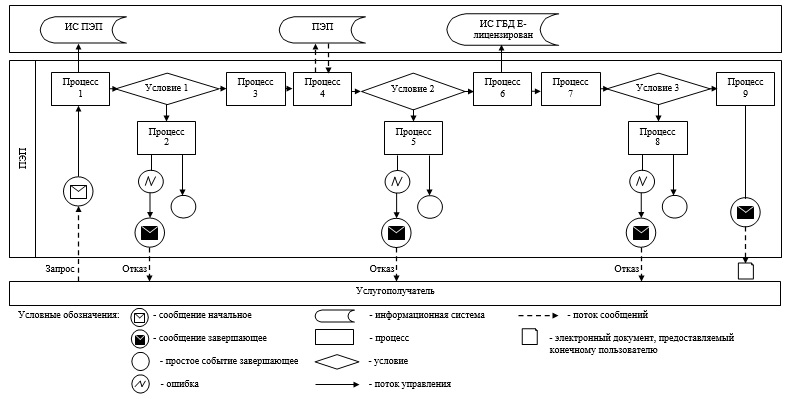 ИС ПЭП
ПЭП
ИС ГБД Е-
лицензирован
ПЭП
Процесс
1
Условие 1
Процесс
3
Процесс
4
Условие 2
Процесс
6
Процесс
7
Условие 3
Процесс
9
Процесс
2
Процесс
5
Процесс
8
Запрос
Отказ
Отказ
Отказ
Услугополучатель
Условные обозначения:
- сообщение начальное
- информационная система
- поток сообщений
- сообщение завершающее
- процесс
- электронный документ, предоставляемый
конечному пользователю
- простое событие завершающее
- условие
- ошибка
- поток управления